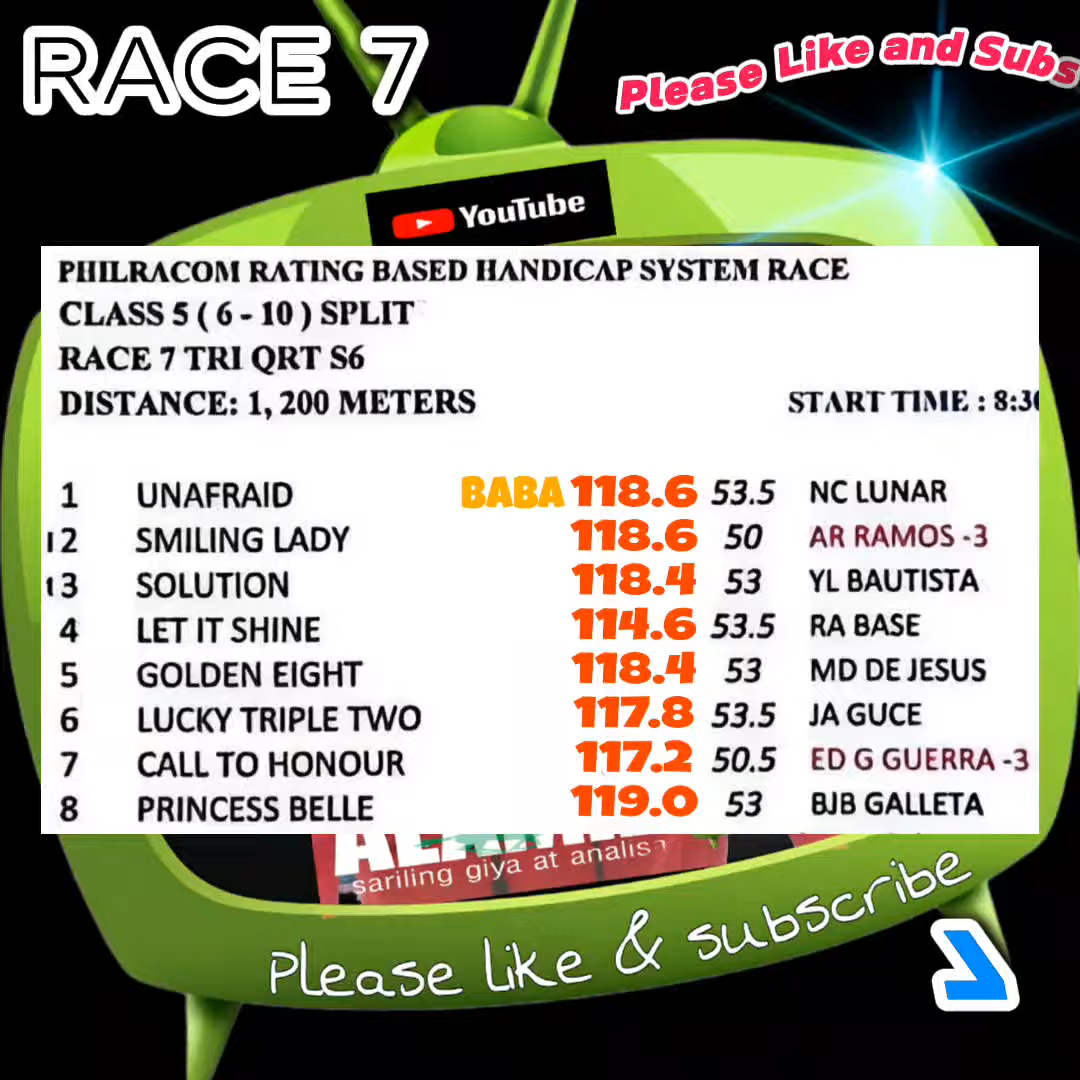 RACE 7
Please Like and Subs
YouTube
PHILRACOM RATING BASED HANDICAP SYSTEM RACE
CLASS 5 ( 6 - 10 ) SPLIT
RACE 7 TRI QRT S6
DISTANCE: 1, 200 METERS START TIME : 8:30
1 UNAFRAID BABA 118.6 53.5 NC LUNAR
2 SMILING LADY 118.6 50 AR RAMOS -3
3 SOLUTION 118.4 53 YL BAUTISTA
4 LET IT SHINE 114.6 53.5 RA BASE
5 GOLDEN EIGHT 118.4 53 MD DE JESUS
6 LUCKY TRIPLE TWO 117.8 53.5 JA GUCE
7 CALL TO HONOUR 117.2 50.5 ED G GUERRA -3
8 PRINCESS BELLE 119.0 53 BJB GALLETA
sariling giya at analis
Please like & subscribe